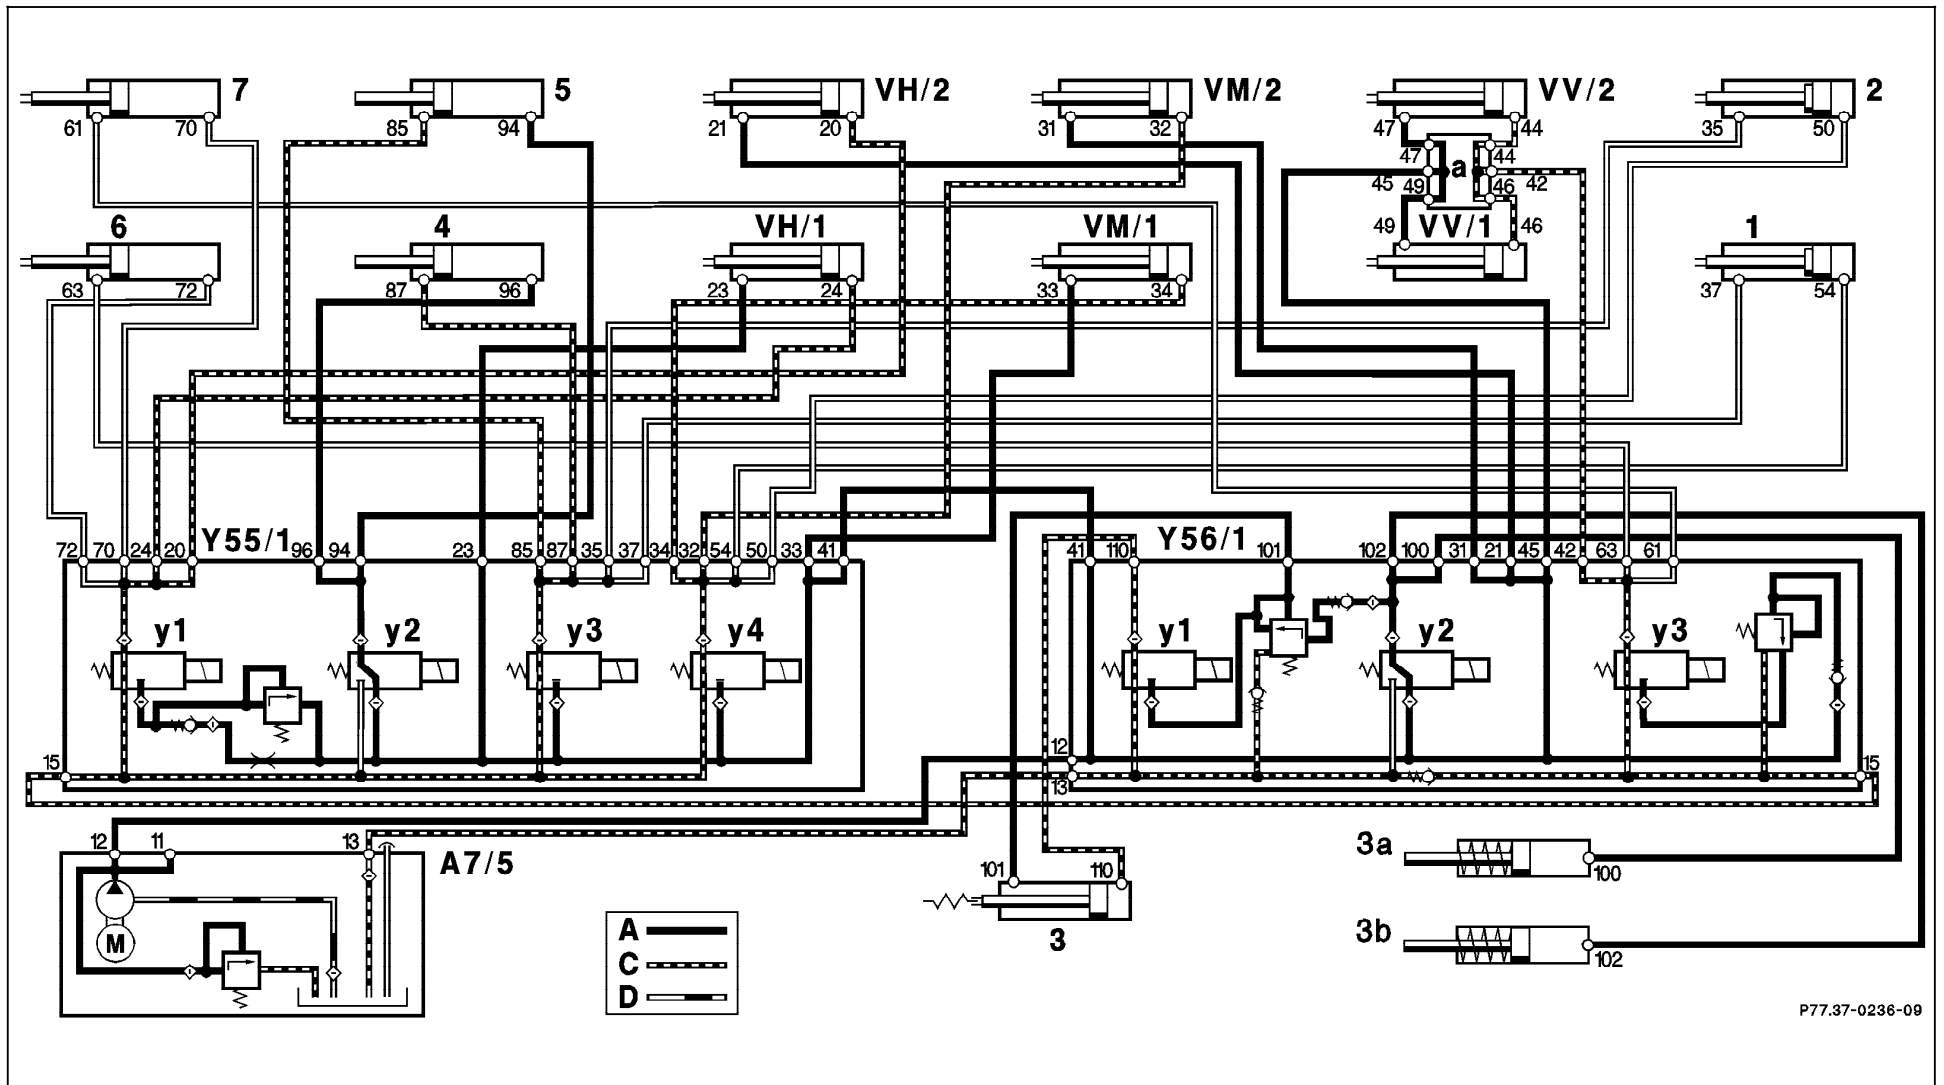 7 5 VH/2 VM/2 VV/2 2
61 70 85 94 21 20 31 32 47 44 35 50
47 a 44
45 49 46 42
6 4 VH/1 VM/1 49 VV/1 46 1
63 72 87 96 23 24 33 34 37 54
72 70 24 20 Y55/1 96 94 23 85 87 35 37 34 32 54 50 33 41
41 110 Y56/1 101 102 100 31 21 45 42 63 61
y1 y2 y3 y4 y1 y2 y3
15 12 13 15
12 11 13 A7/5
M
A
C
D
101 110
3
3a 100
3b 102
P77.37-0236-09